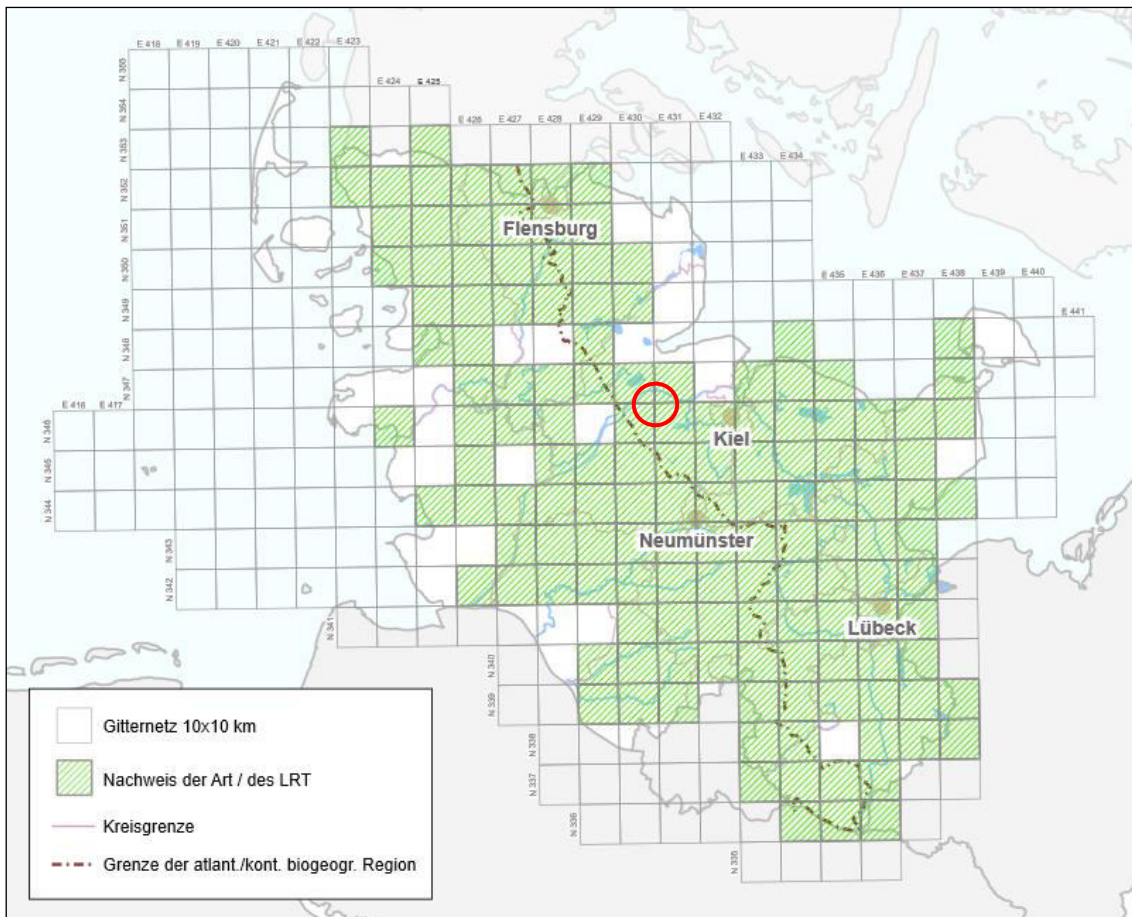 E 418 E 419 E 420 E 421 E 422 E 423
E 424 E 425
E 426 E 427 E 428 E 429 E 430 E 431 E 432
E 433 E 434
E 435 E 436 E 437 E 438 E 439 E 440
E 441
E 416 E 417
N 355
N 354
N 353
N 352
N 351
N 350
N 349
N 348
N 347
N 346
N 345
N 344
N 343
N 342
N 341
N 340
N 339
N 338
N 337
N 336
N 335
Flensburg
Kiel
Neumünster
Lübeck
Gitternetz 10x10 km
Nachweis der Art / des LRT
Kreisgrenze
Grenze der atlant./kont. biogeogr. Region